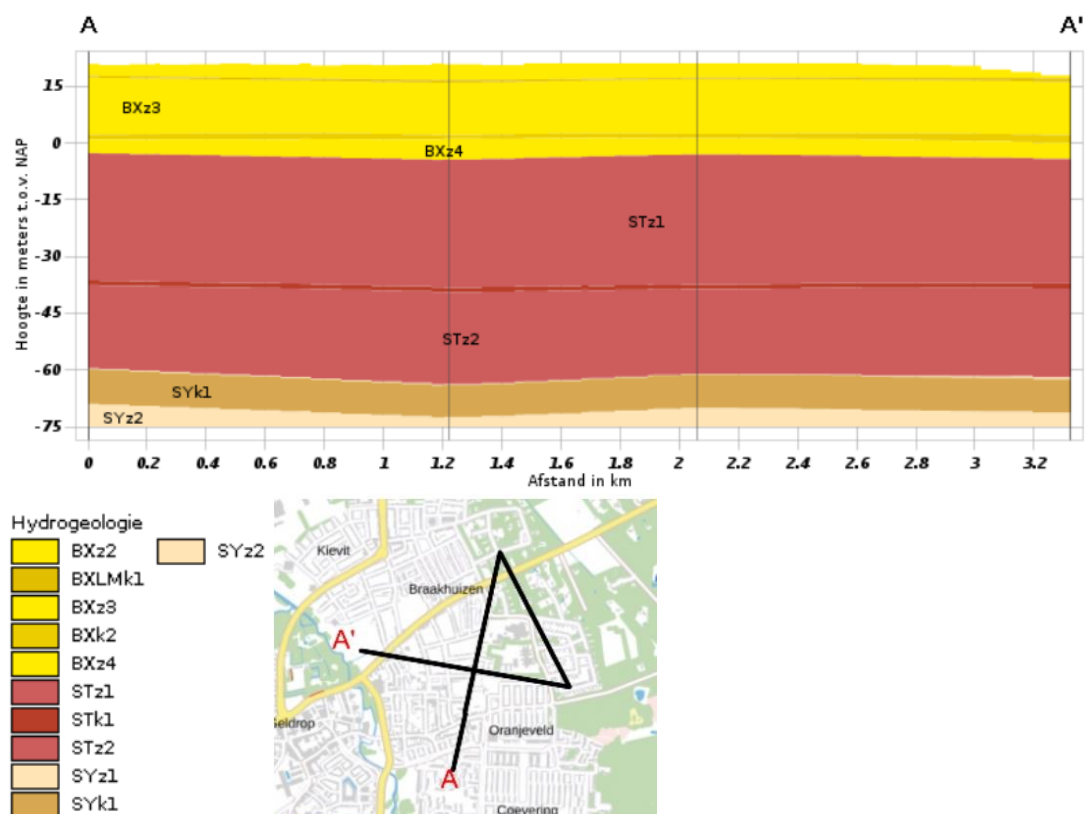 A A'
Hoogte in meters t.o.v. NAP
15
0
-15
-30
-45
-60
-75
BXz3
BXz4
STz1
STz2
SYk1
SYz2
0 0.2 0.4 0.6 0.8 1 1.2 1.4 1.6 1.8 2 2.2 2.4 2.6 2.8 3 3.2
Afstand in km
Hydrogeologie
BXz2 SYz2
BXLMk1
BXz3
BXk2
BXz4
STz1
STk1
STz2
SYz1
SYk1
Kievit
Braakhuizen
A'
Oranjeveld
A
Coevering